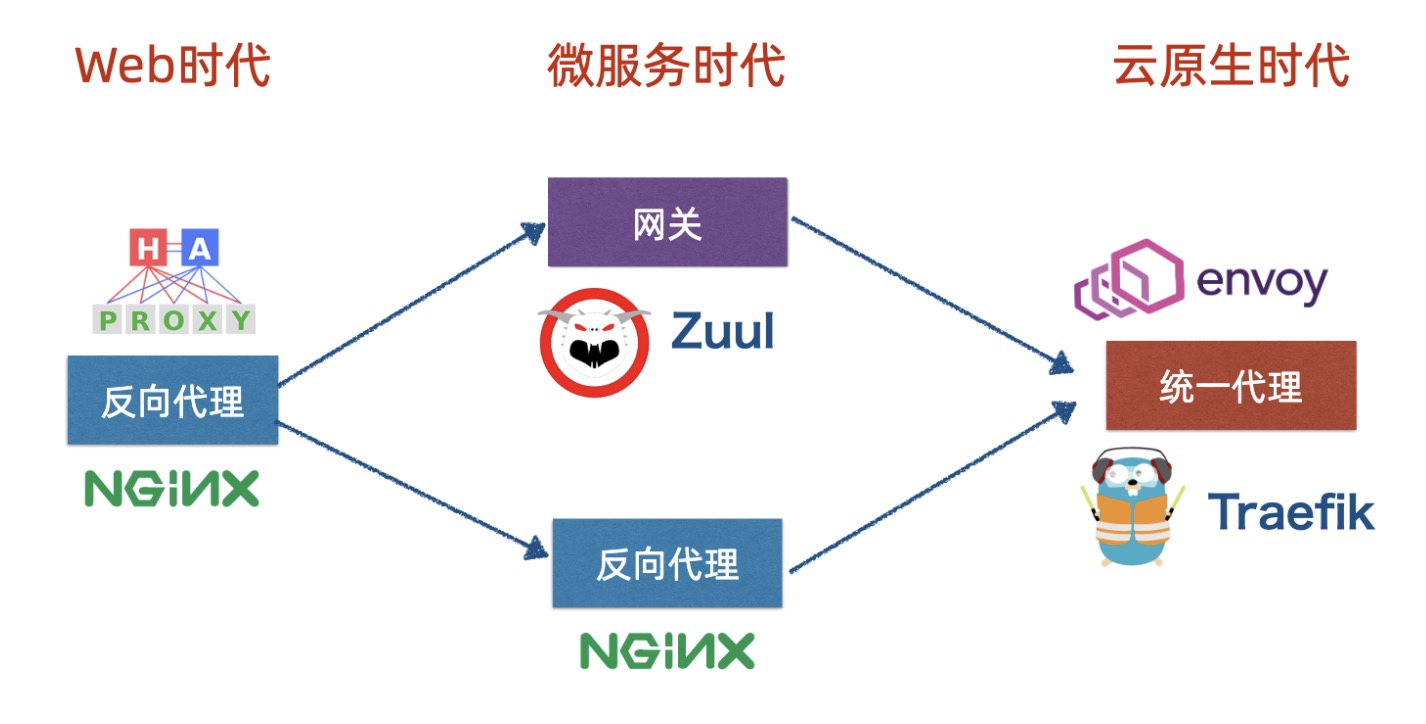 Web时代
微服务时代
云原生时代
H A
PROXY
反向代理
NGINX
网关
Zuul
反向代理
NGINX
envoy
统一代理
Traefik